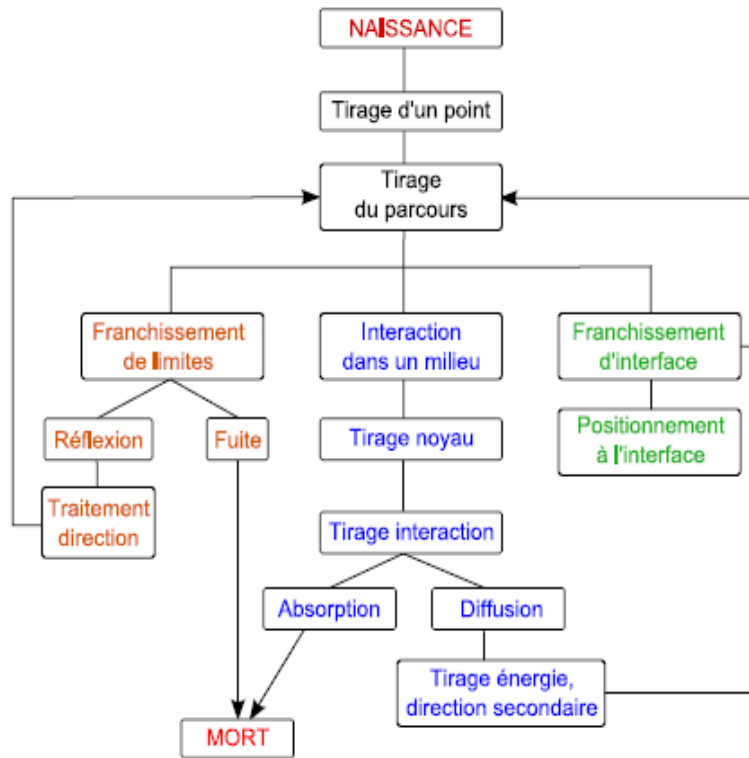 NAISSANCE
Tirage d'un point
Tirage
du parcours
Franchissement
de limites
Interaction
dans un milieu
Franchissement
d'interface
Réflexion
Fuite
Tirage noyau
Positionnement
à l'interface
Traitement
direction
Tirage interaction
Absorption
Diffusion
Tirage énergie,
direction secondaire
MORT